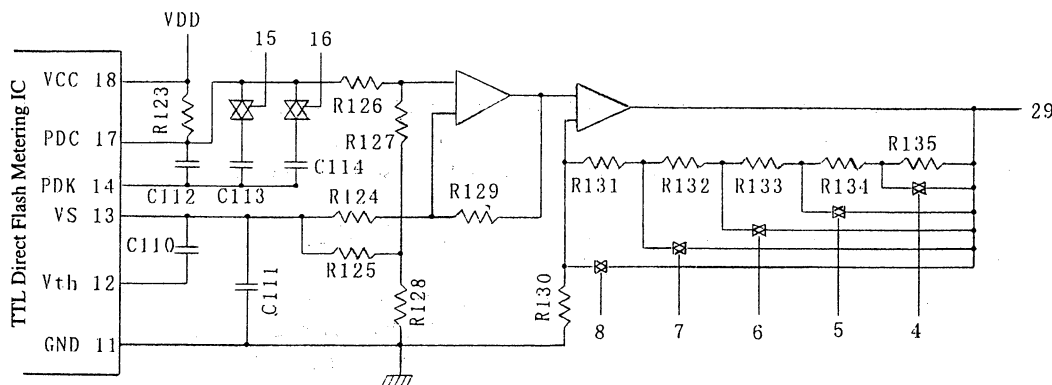 VDD
15
16
TTL Direct Flash Metering IC
VCC 18
R123
R126
PDC 17
R127
29
R135
PDK 14
C112
C113
C114
R131
R132
R133
R134
VS 13
R124
R129
C110
R125
C111
R128
R130
Vth 12
GND 11
8
7
6
5
4